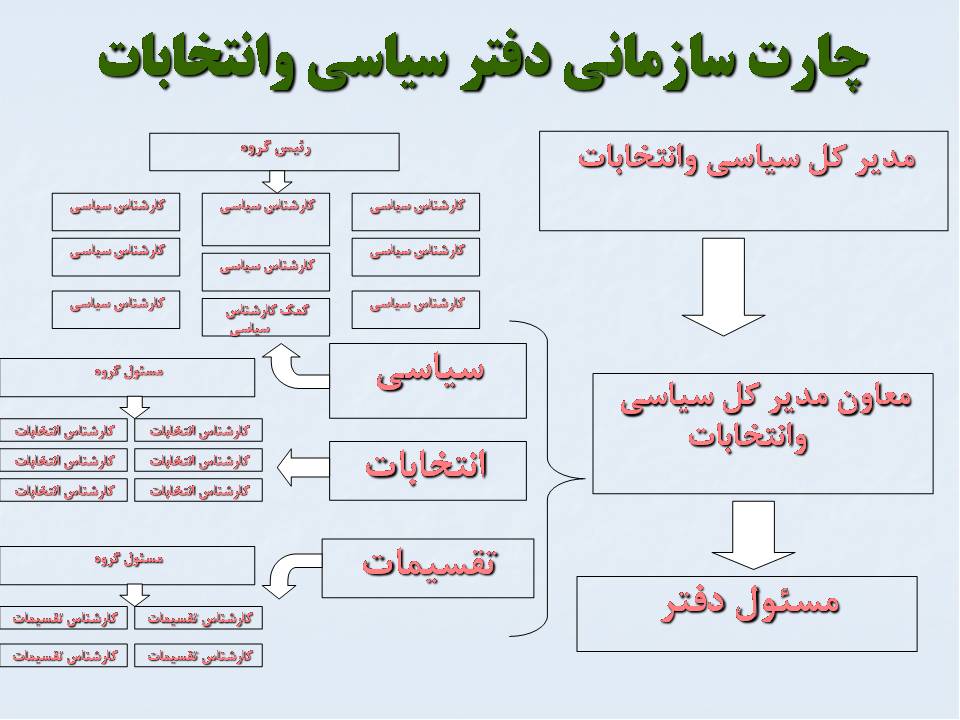 چارت سازمانی دفتر سیاسی وانتخابات
مدیر کل سیاسی وانتخابات
معاون مدیر کل سیاسی
وانتخابات
مسئول دفتر
سیاسی
رئیس گروه
کارشناس سیاسی
کارشناس سیاسی
کارشناس سیاسی
کارشناس سیاسی
کارشناس سیاسی
کارشناس سیاسی
کارشناس سیاسی
کمک کارشناس
سیاسی
کارشناس سیاسی
انتخابات
مسئول گروه
کارشناس انتخابات
کارشناس انتخابات
کارشناس انتخابات
کارشناس انتخابات
کارشناس انتخابات
کارشناس انتخابات
تقسیمات
مسئول گروه
کارشناس تقسیمات
کارشناس تقسیمات
کارشناس تقسیمات
کارشناس تقسیمات